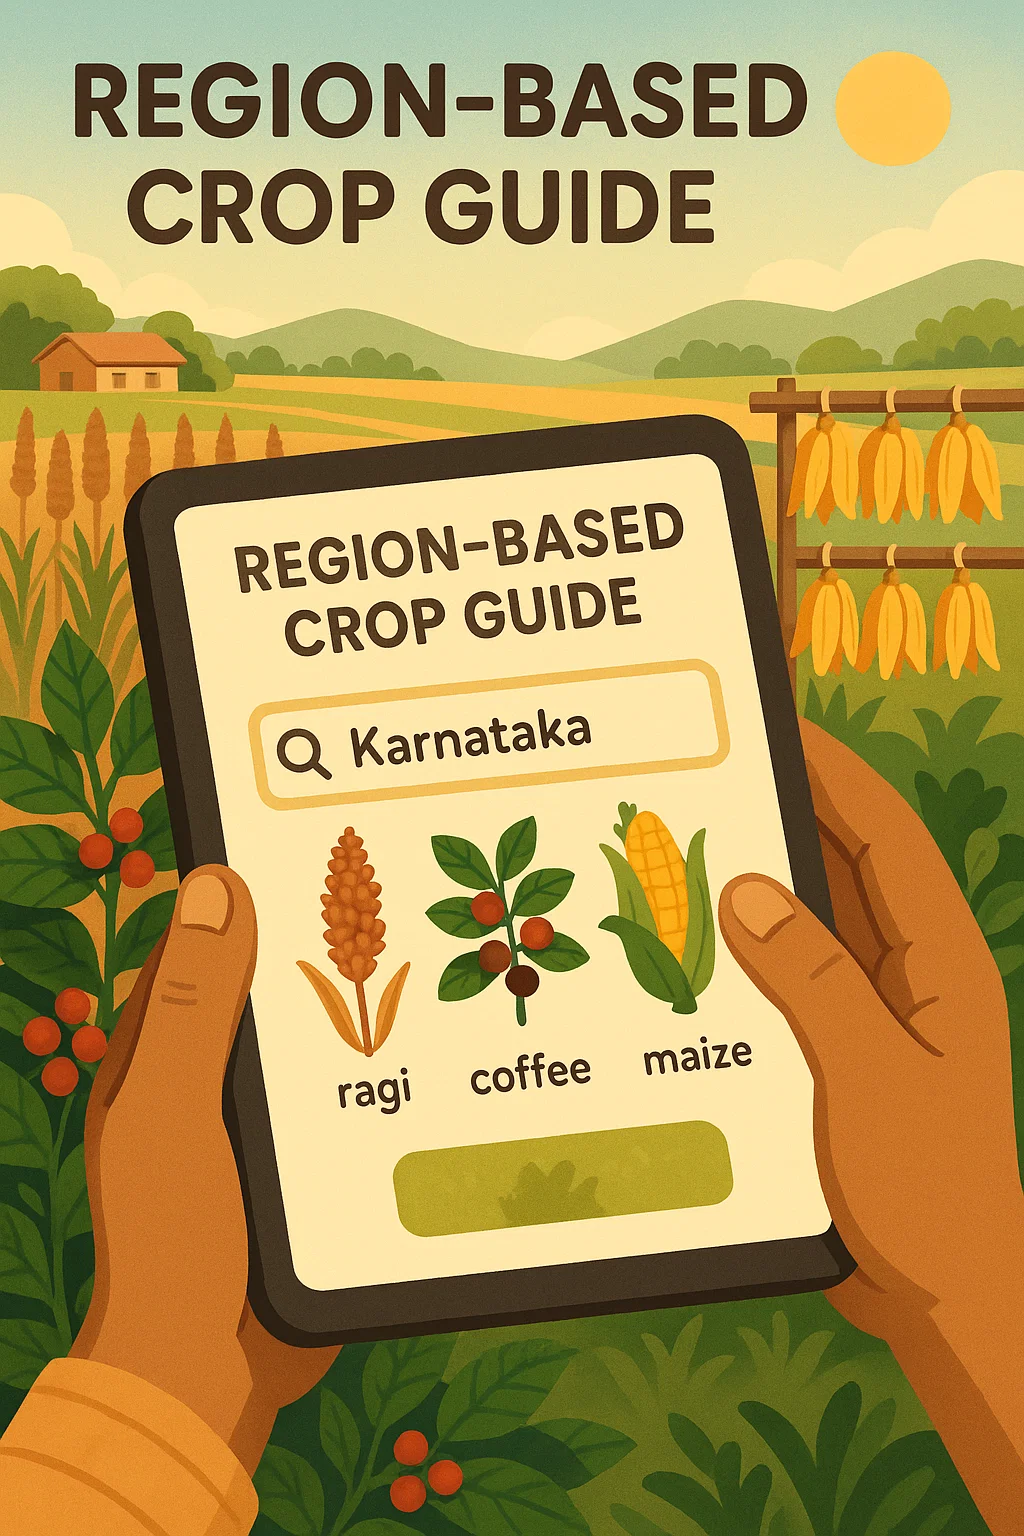 REGION-BASED
CROP GUIDE
REGION-BASED
CROP GUIDE
Karnataka
ragi coffee maize